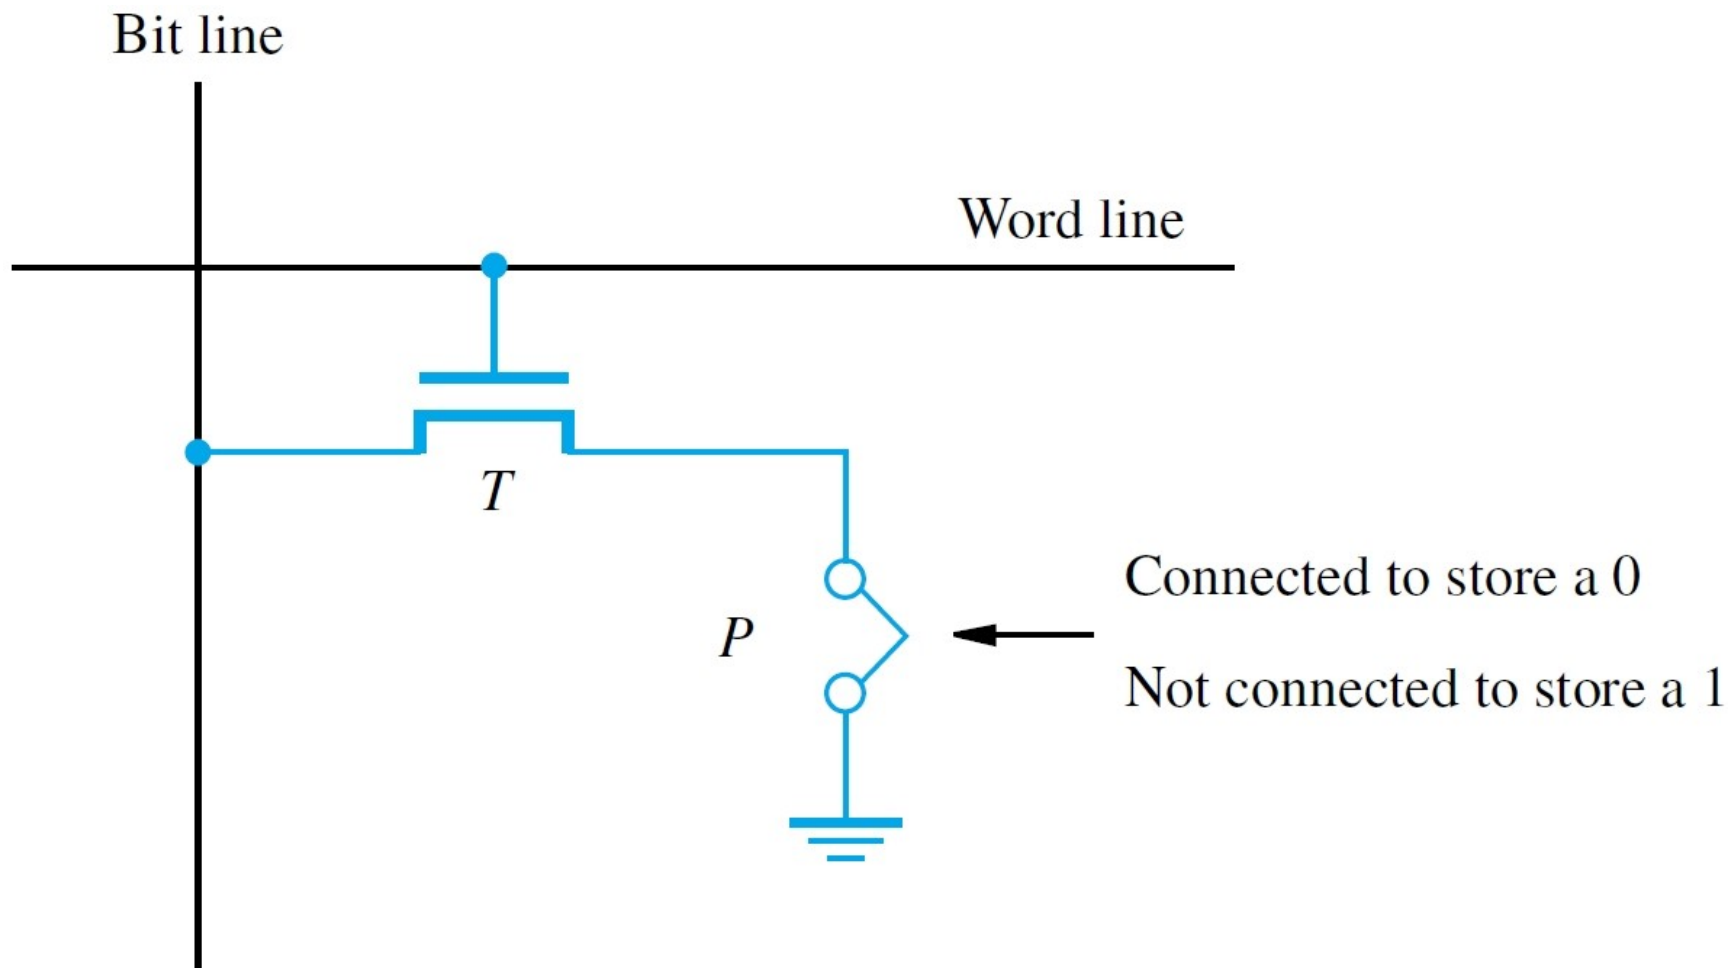 Bit line
Word line
T
Connected to store a 0
P
Not connected to store a 1